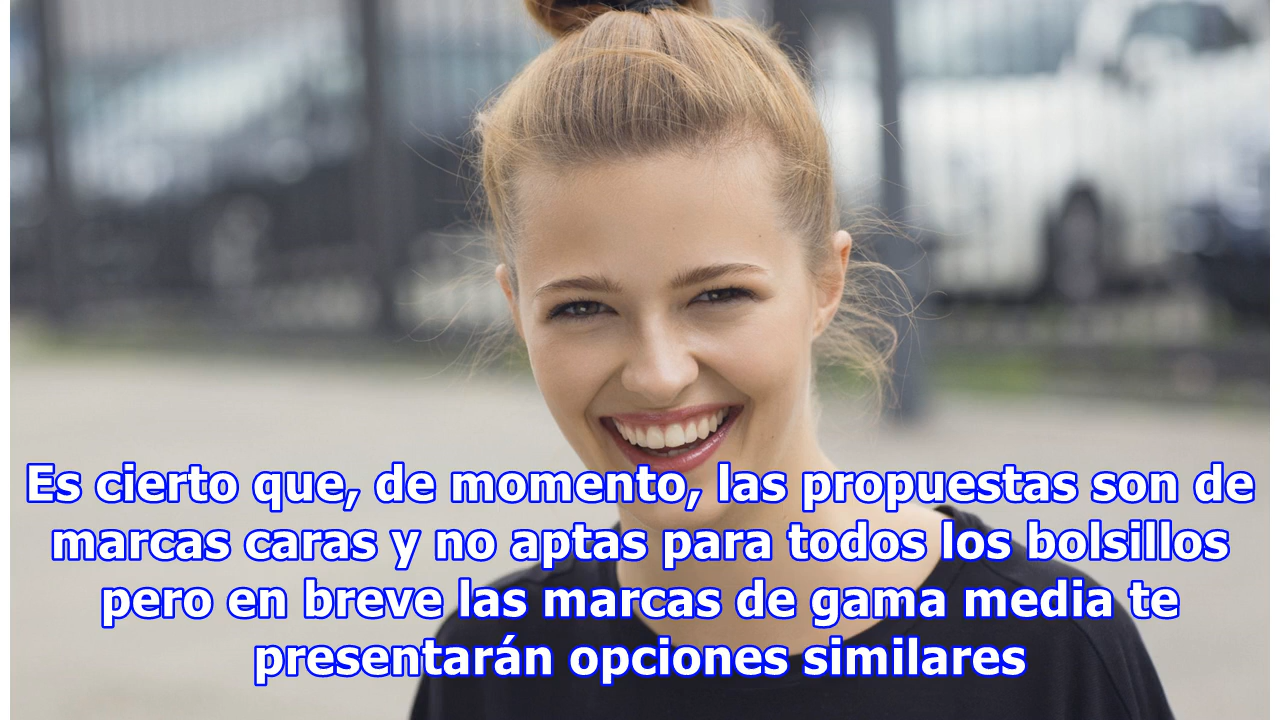 Es cierto que, de momento, las propuestas son de
marcas caras y no aptas para todos los bolsillos
pero en breve las marcas de gama media te
presentarán opciones similares